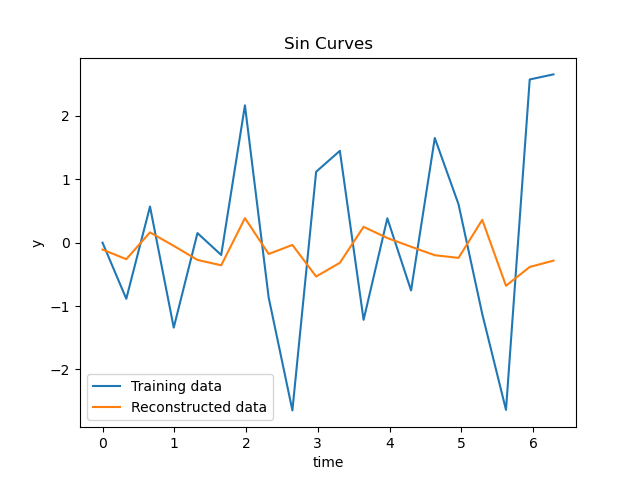 Sin Curves
y
2
1
0
−1
−2
Training data
Reconstructed data
0 1 2 3 4 5 6
time